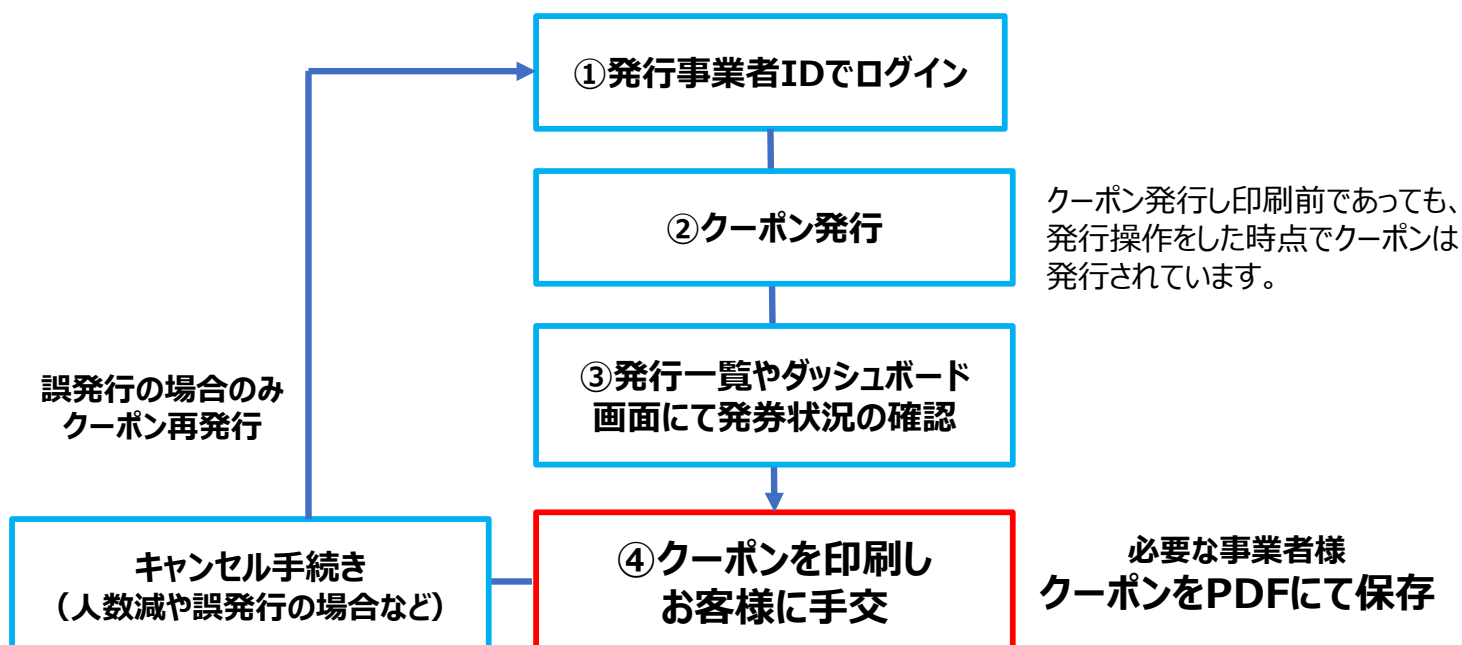 ①発行事業者IDでログイン
②クーポン発行
クーポン発行し印刷前であっても、
発行操作をした時点でクーポンは
発行されています。
③発行一覧やダッシュボード
画面にて発券状況の確認
誤発行の場合のみ
クーポン再発行
キャンセル手続き
（人数減や誤発行の場合など）
④クーポンを印刷し
お客様に手交
必要な事業者様
クーポンをPDFにて保存